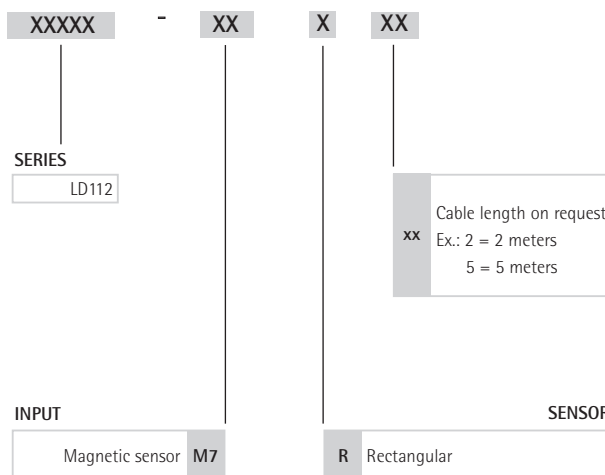 XXXXX - XX X XX
SERIES
LD112
xx
Cable length on request
Ex.: 2 = 2 meters
5 = 5 meters
INPUT
Magnetic sensor M7
SENSOR
R Rectangular